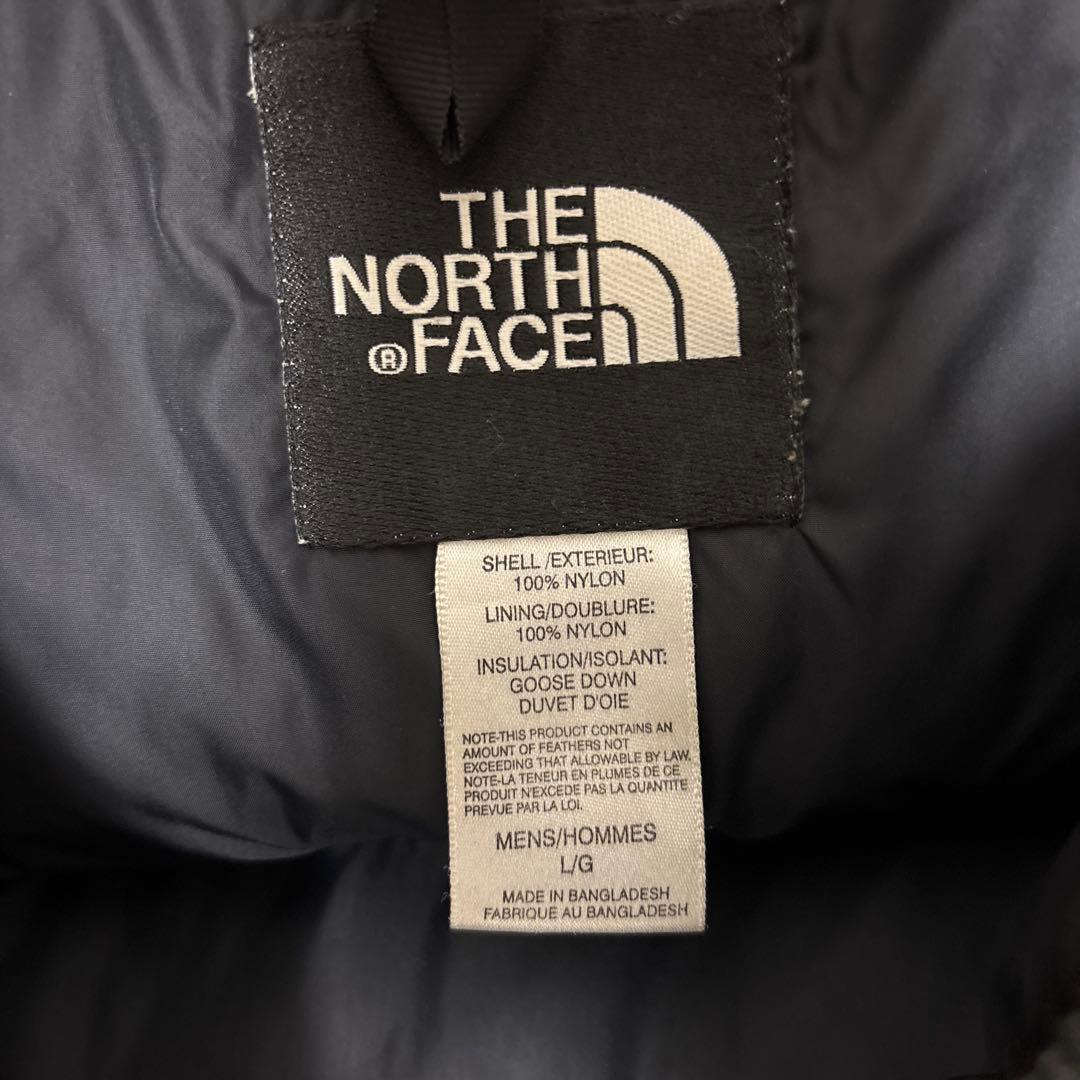 THE
NORTH
®FACE
SHELL /EXTERIEUR:
100% NYLON
LINING/DOUBLURE:
100% NYLON
INSULATION/ISOLANT:
GOOSE DOWN
DUVET D'OIE
NOTE-THIS PRODUCT CONTAINS AN
AMOUNT OF FEATHERS NOT
EXCEEDING THAT ALLOWABLE BY LAW.
NOTE-LA TENEUR EN PLUMES DE CE
PRODUIT N'EXCEDE PAS LA QUANTITE
PREVUE PAR LA LOI.
MENS/HOMMES
L/G
MADE IN BANGLADESH
FABRIQUE AU BANGLADESH